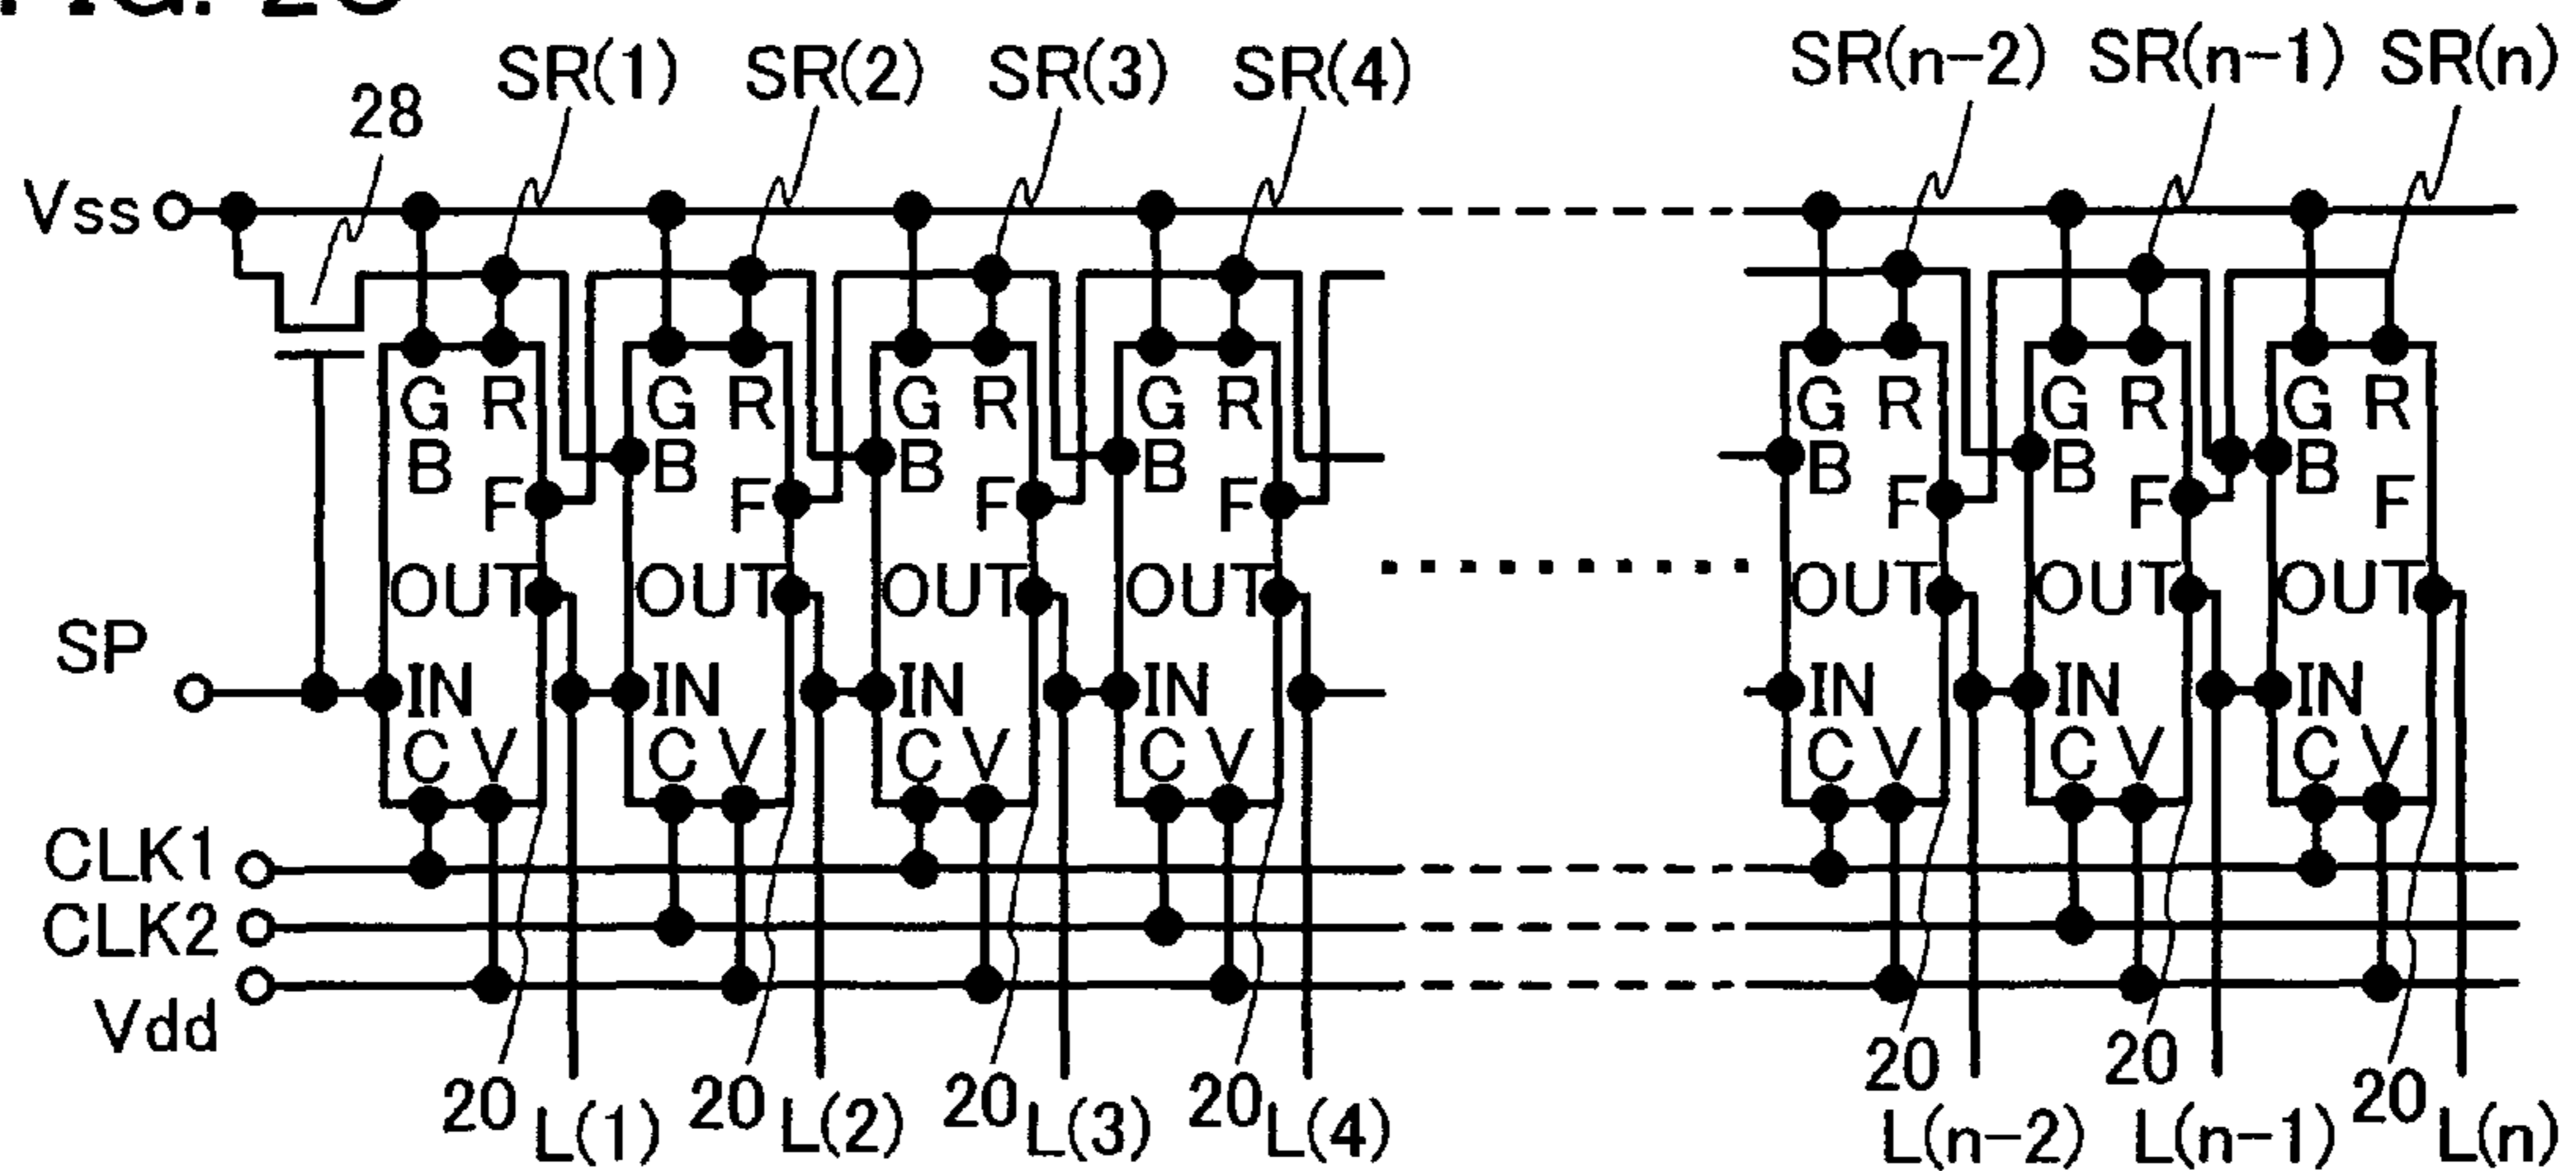 SR(1) SR(2) SR(3) SR(4) SR(n-2) SR(n-1) SR(n)
28
Vss
G R G R G R G R G R G R G R
B B B B B B B
F F F F F F F
OUT OUT OUT OUT OUT OUT OUT
SP
IN IN IN IN IN IN IN
C V C V C V C V C V C V C V
CLK1
CLK2
Vdd
20 20 20 20 20 20 20
L(1) L(2) L(3) L(4) L(n-2) L(n-1) L(n)